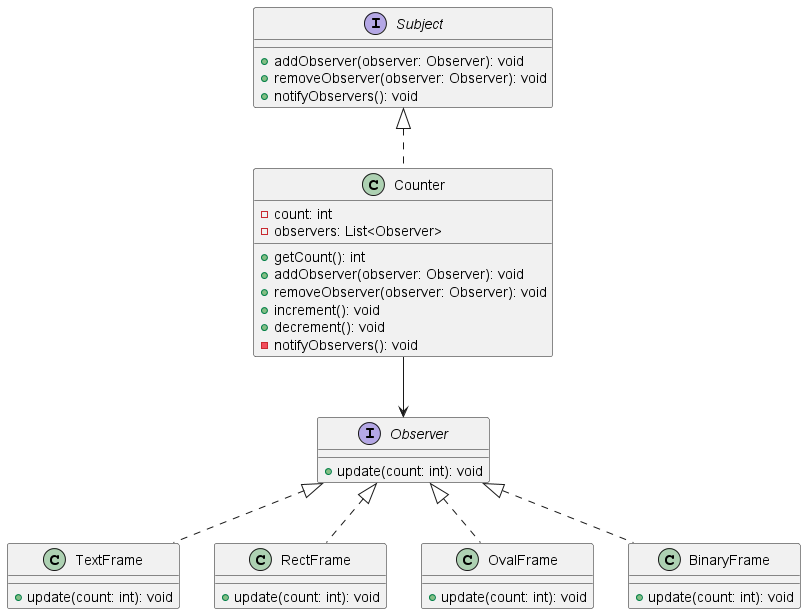 I Subject
addObserver(observer: Observer): void
removeObserver(observer: Observer): void
notifyObservers(): void
C Counter
count: int
observers: List<Observer>
getCount(): int
addObserver(observer: Observer): void
removeObserver(observer: Observer): void
increment(): void
decrement(): void
notifyObservers(): void
I Observer
update(count: int): void
C TextFrame
update(count: int): void
C RectFrame
update(count: int): void
C OvalFrame
update(count: int): void
C BinaryFrame
update(count: int): void